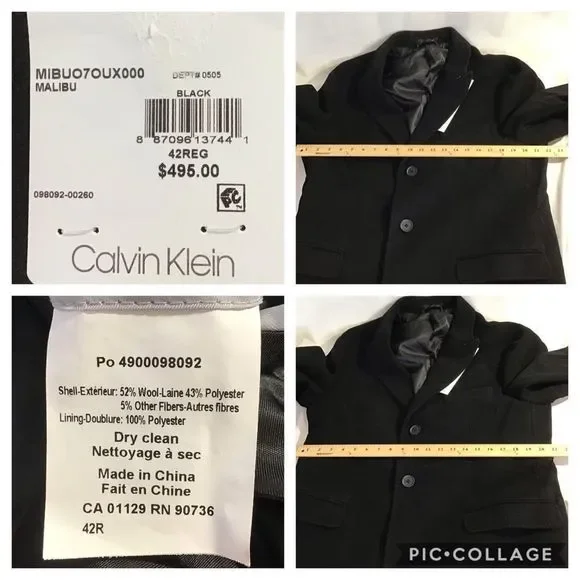 MIBUO7OUX000 DEPT# 0505
MALIBU
BLACK
8 87096 13744 1
42REG
$495.00
098092-00260
Calvin Klein
Po 4900098092
Shell-Exterieur: 52% Wool-Laine 43% Polyester
5% Other Fibers-Autres fibres
Lining-Doublure: 100% Polyester
Dry clean
Nettoyage à sec
Made in China
Fait en Chine
CA 01129 RN 90736
42R
PIC•COLLAGE